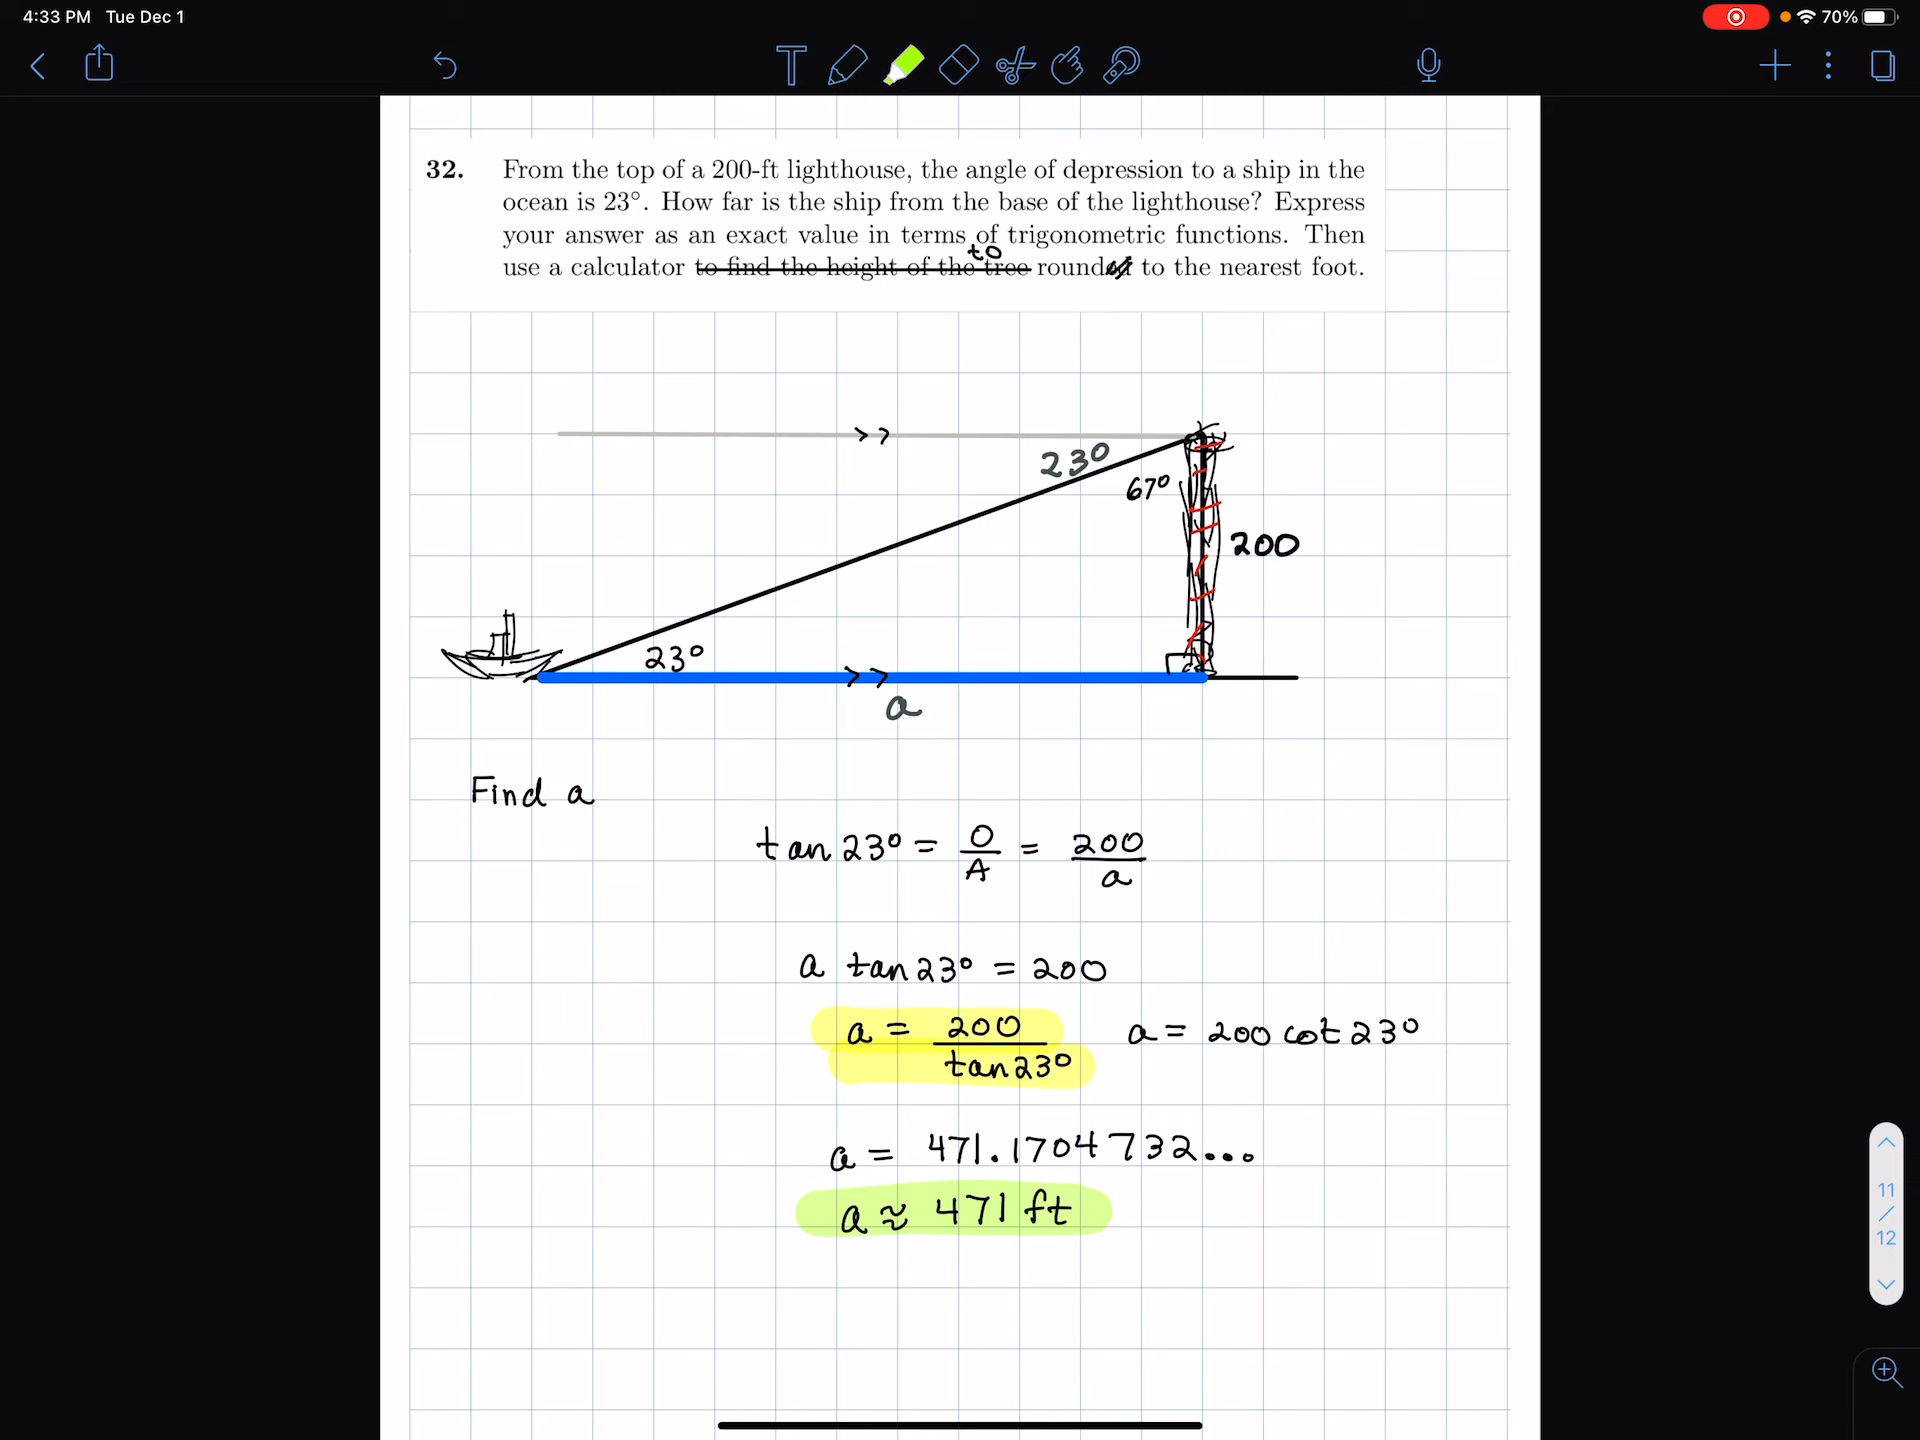 4:33 PM Tue Dec 1
70%
32. From the top of a 200-ft lighthouse, the angle of depression to a ship in the
ocean is 23°. How far is the ship from the base of the lighthouse? Express
your answer as an exact value in terms of trigonometric functions. Then
to
use a calculator to find the height of the tree rounded to the nearest foot.
23°
67°
200
23°
a
Find a
tan 23° = O/A = 200/a
a tan 23° = 200
a = 200/tan 23° a = 200 cot 23°
a = 471.1704732...
a ≈ 471 ft
11
/
12